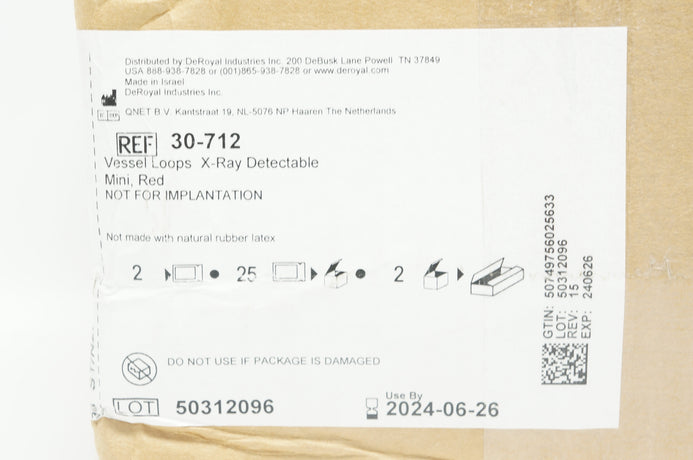 Distributed by DeRoyal Industries Inc. 200 DeBusk Lane Powell TN 37849
USA 888-938-7828 or (001)865-938-7828 or www.deroyal.com
Made in Israel
DeRoyal Industries Inc.
QNET B.V. Kantstraat 19, NL-5076 NP Haaren The Netherlands
REF 30-712
Vessel Loops X-Ray Detectable
Mini, Red
NOT FOR IMPLANTATION
Not made with natural rubber latex
2 25 2
DO NOT USE IF PACKAGE IS DAMAGED
LOT 50312096
Use By
2024-06-26
GTIN: 50749756025633
LOT: 50312096
REV: 15
EXP: 240626